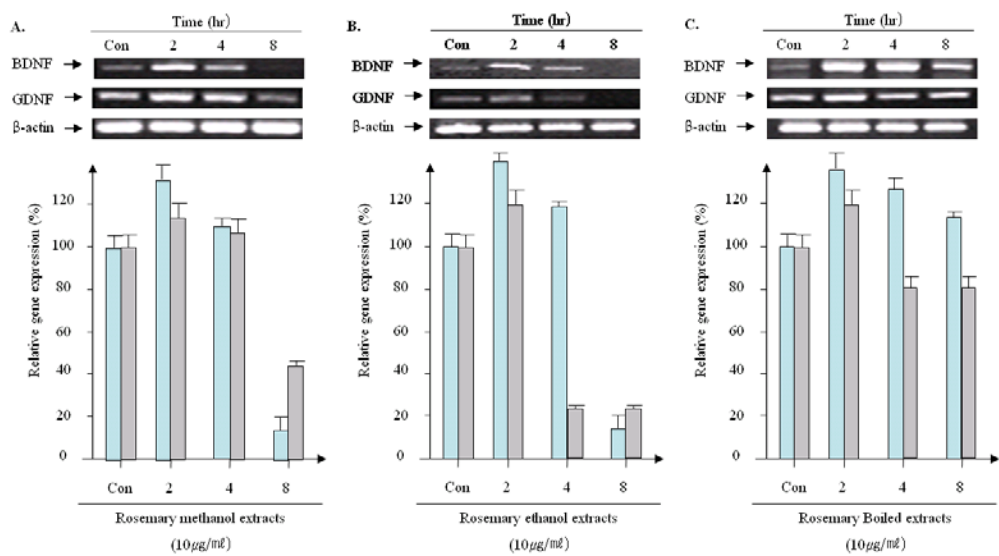 A.
Time (hr)
Con 2 4 8
BDNF
GDNF
β-actin
Relative gene expression (%)
120
100
80
60
40
20
0
Con 2 4 8
Rosemary methanol extracts
(10㎍/㎖)
B.
Time (hr)
Con 2 4 8
BDNF
GDNF
β-actin
Relative gene expression (%)
120
100
80
60
40
20
0
Con 2 4 8
Rosemary ethanol extracts
(10㎍/㎖)
C.
Time (hr)
Con 2 4 8
BDNF
GDNF
β-actin
Relative gene expression (%)
120
100
80
60
40
20
0
Con 2 4 8
Rosemary Boiled extracts
(10㎍/㎖)